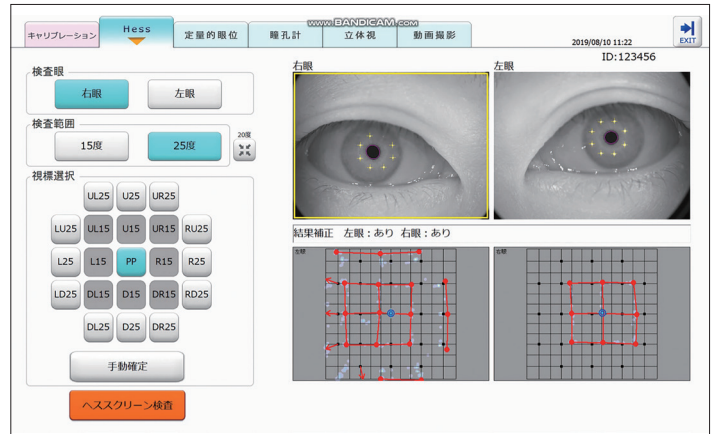 www.BANDICAM.com
キャリブレーション Hess 定量的眼位 瞳孔計 立体視 動画撮影
2019/08/10 11:22
EXIT
ID:123456
検査眼
右眼 左眼
検査範囲
15度 25度 20度
視標選択
UL25 U25 UR25
LU25 UL15 U15 UR15 RU25
L25 L15 PP R15 R25
LD25 DL15 D15 DR15 RD25
DL25 D25 DR25
手動確定
ヘススクリーン検査
右眼 左眼
結果補正 左眼:あり 右眼:あり
左眼 右眼